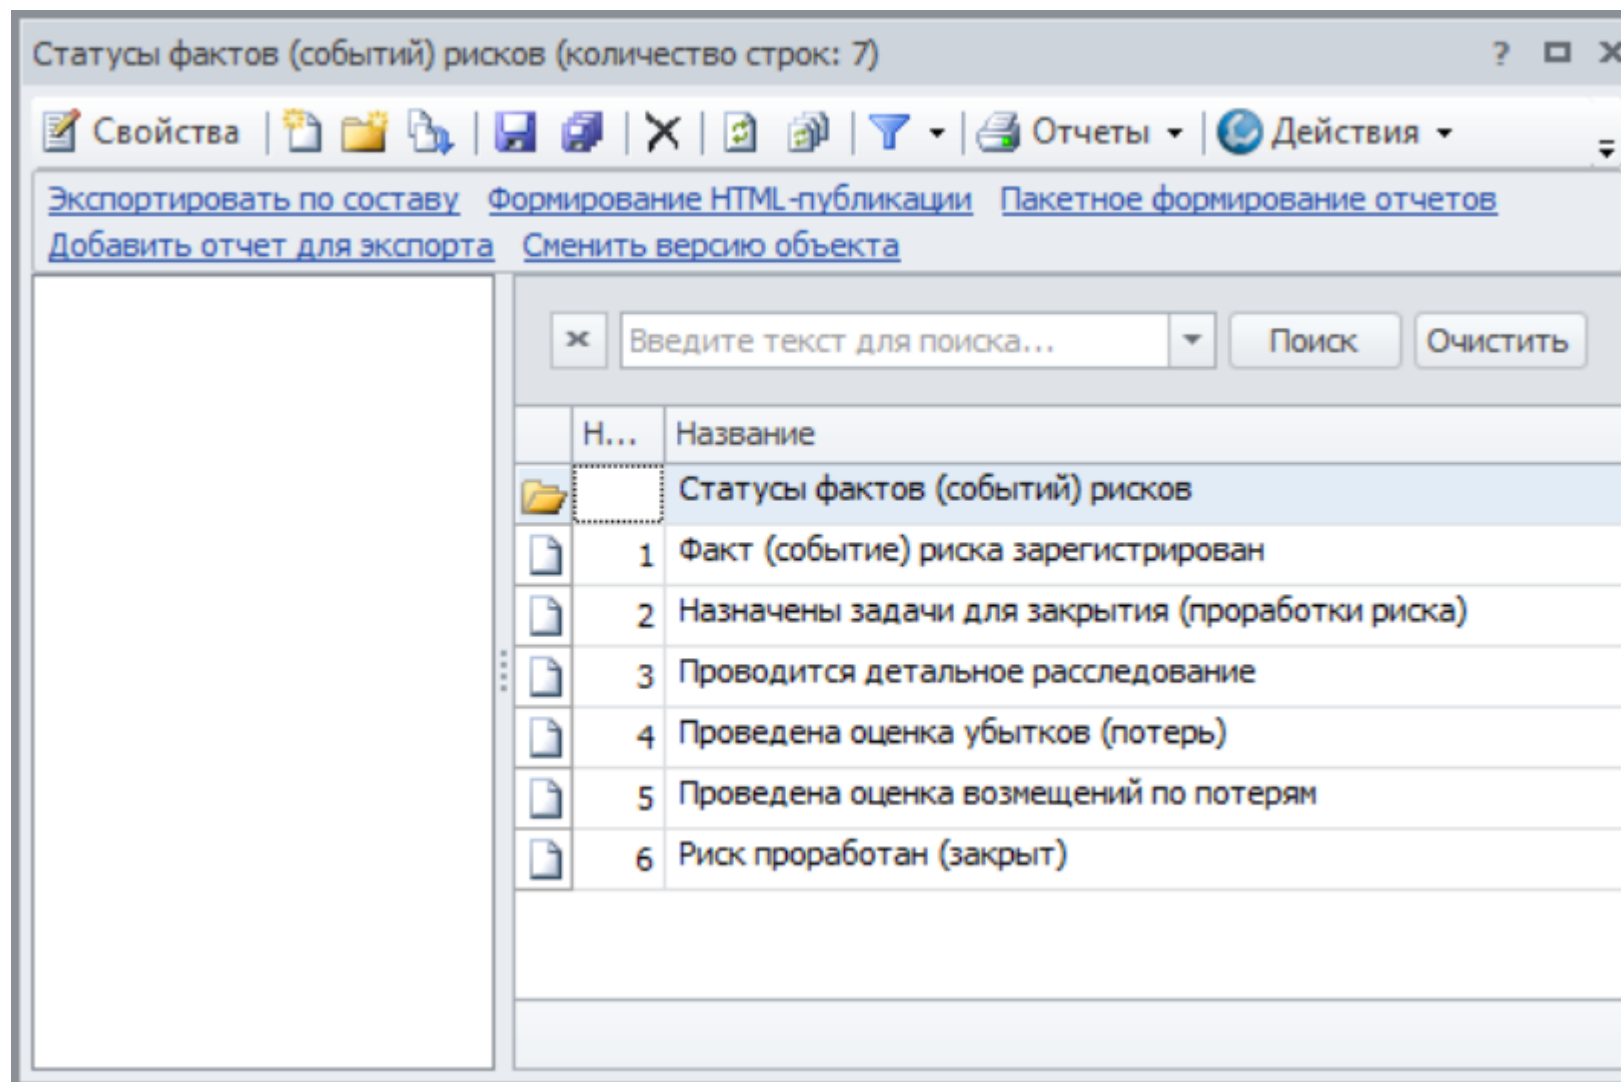 Статусы фактов (событий) рисков (количество строк: 7)
Свойства Отчеты Действия
Экспортировать по составу Формирование HTML-публикации Пакетное формирование отчетов
Добавить отчет для экспорта Сменить версию объекта
Введите текст для поиска... Поиск Очистить
Н... Название
Статусы фактов (событий) рисков
1 Факт (событие) риска зарегистрирован
2 Назначены задачи для закрытия (проработки риска)
3 Проводится детальное расследование
4 Проведена оценка убытков (потерь)
5 Проведена оценка возмещений по потерям
6 Риск проработан (закрыт)